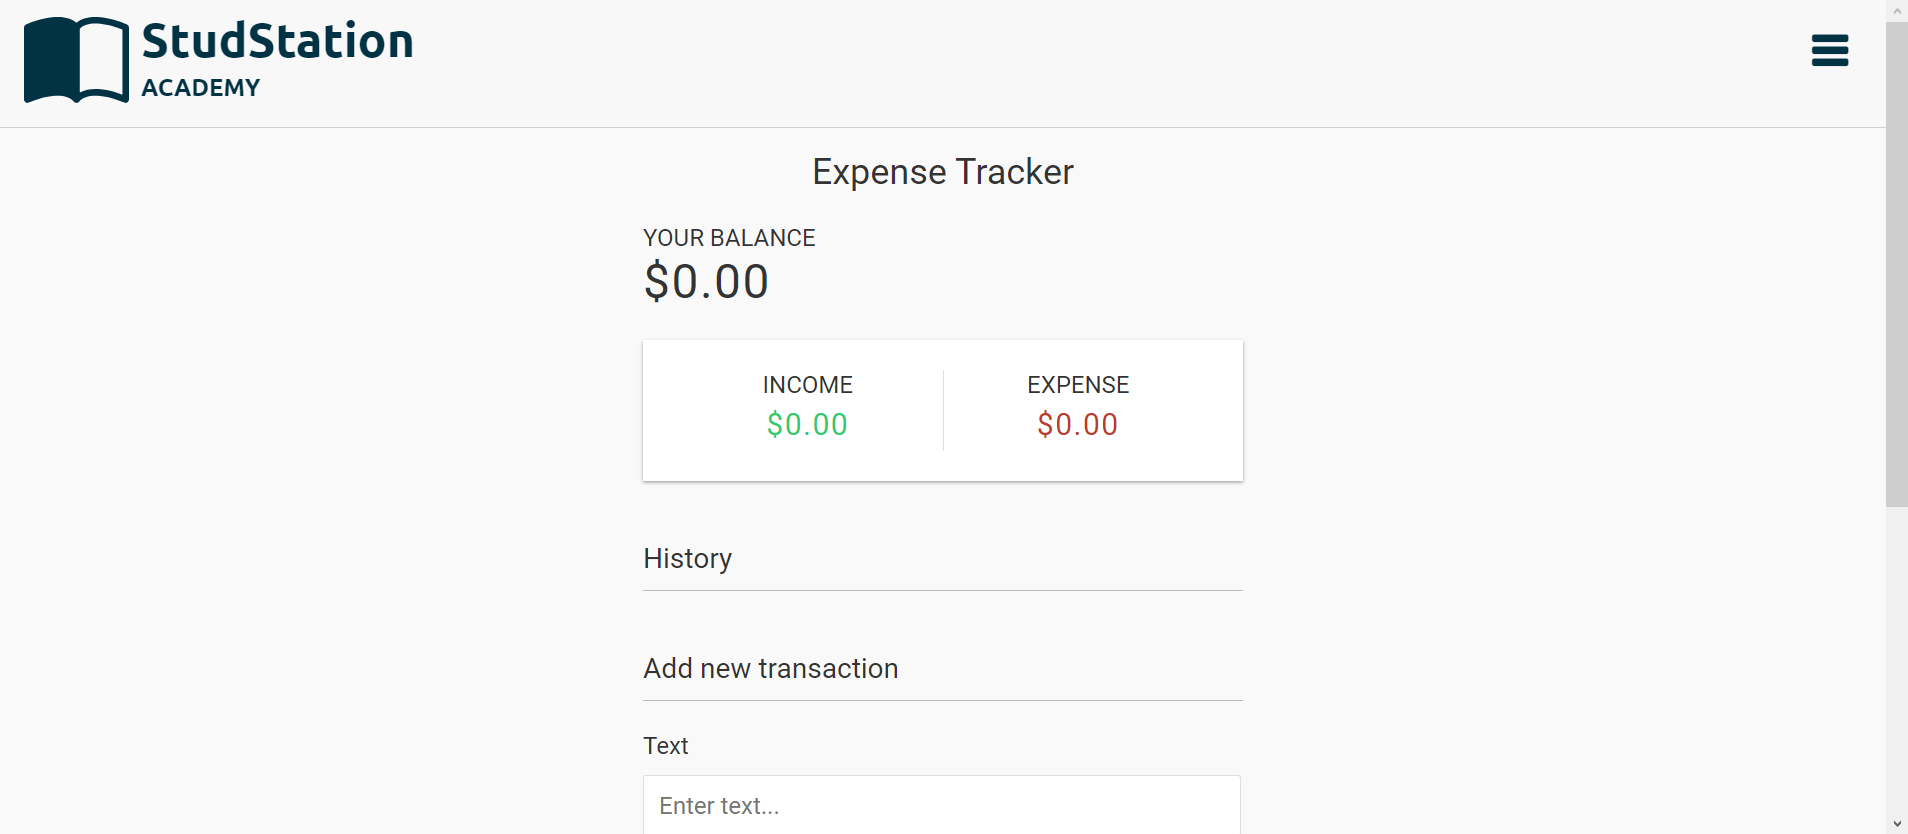 StudStation
ACADEMY
Expense Tracker
YOUR BALANCE
$0.00
INCOME
EXPENSE
$0.00
$0.00
History
Add new transaction
Text
Enter text...